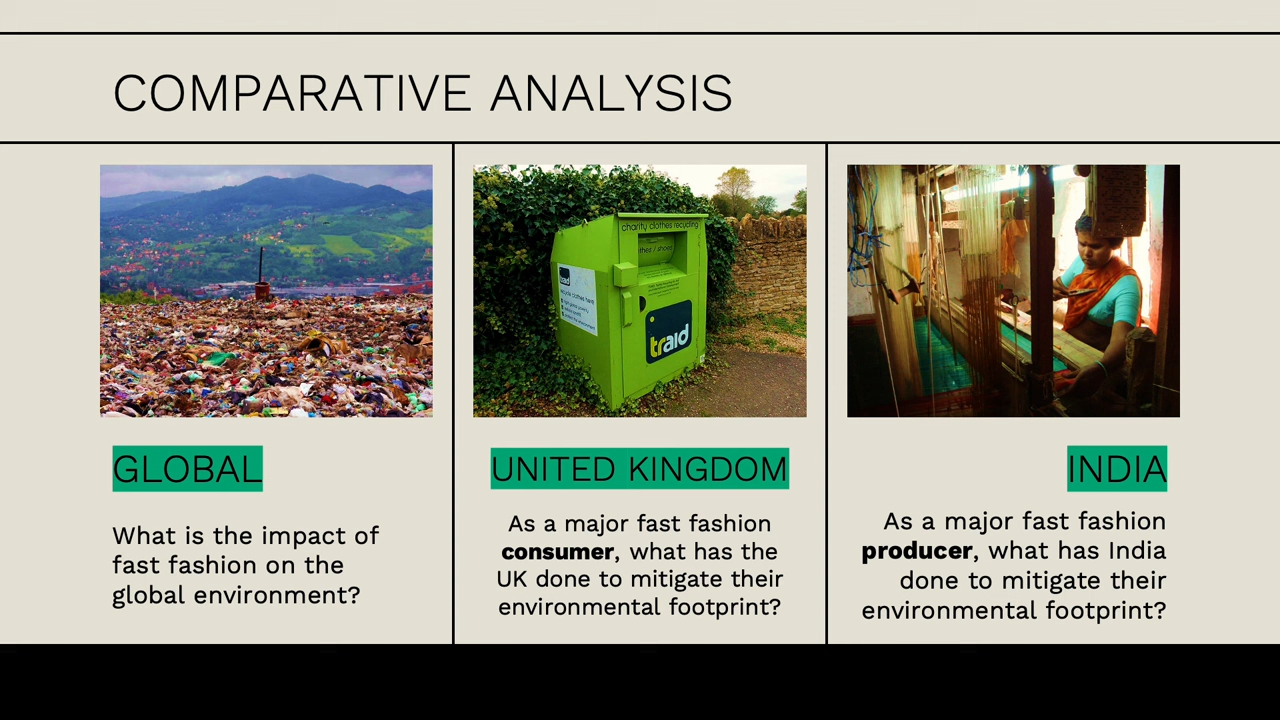 COMPARATIVE ANALYSIS
charity clothes recycling
traid
GLOBAL
What is the impact of
fast fashion on the
global environment?
UNITED KINGDOM
As a major fast fashion
consumer, what has the
UK done to mitigate their
environmental footprint?
INDIA
As a major fast fashion
producer, what has India
done to mitigate their
environmental footprint?